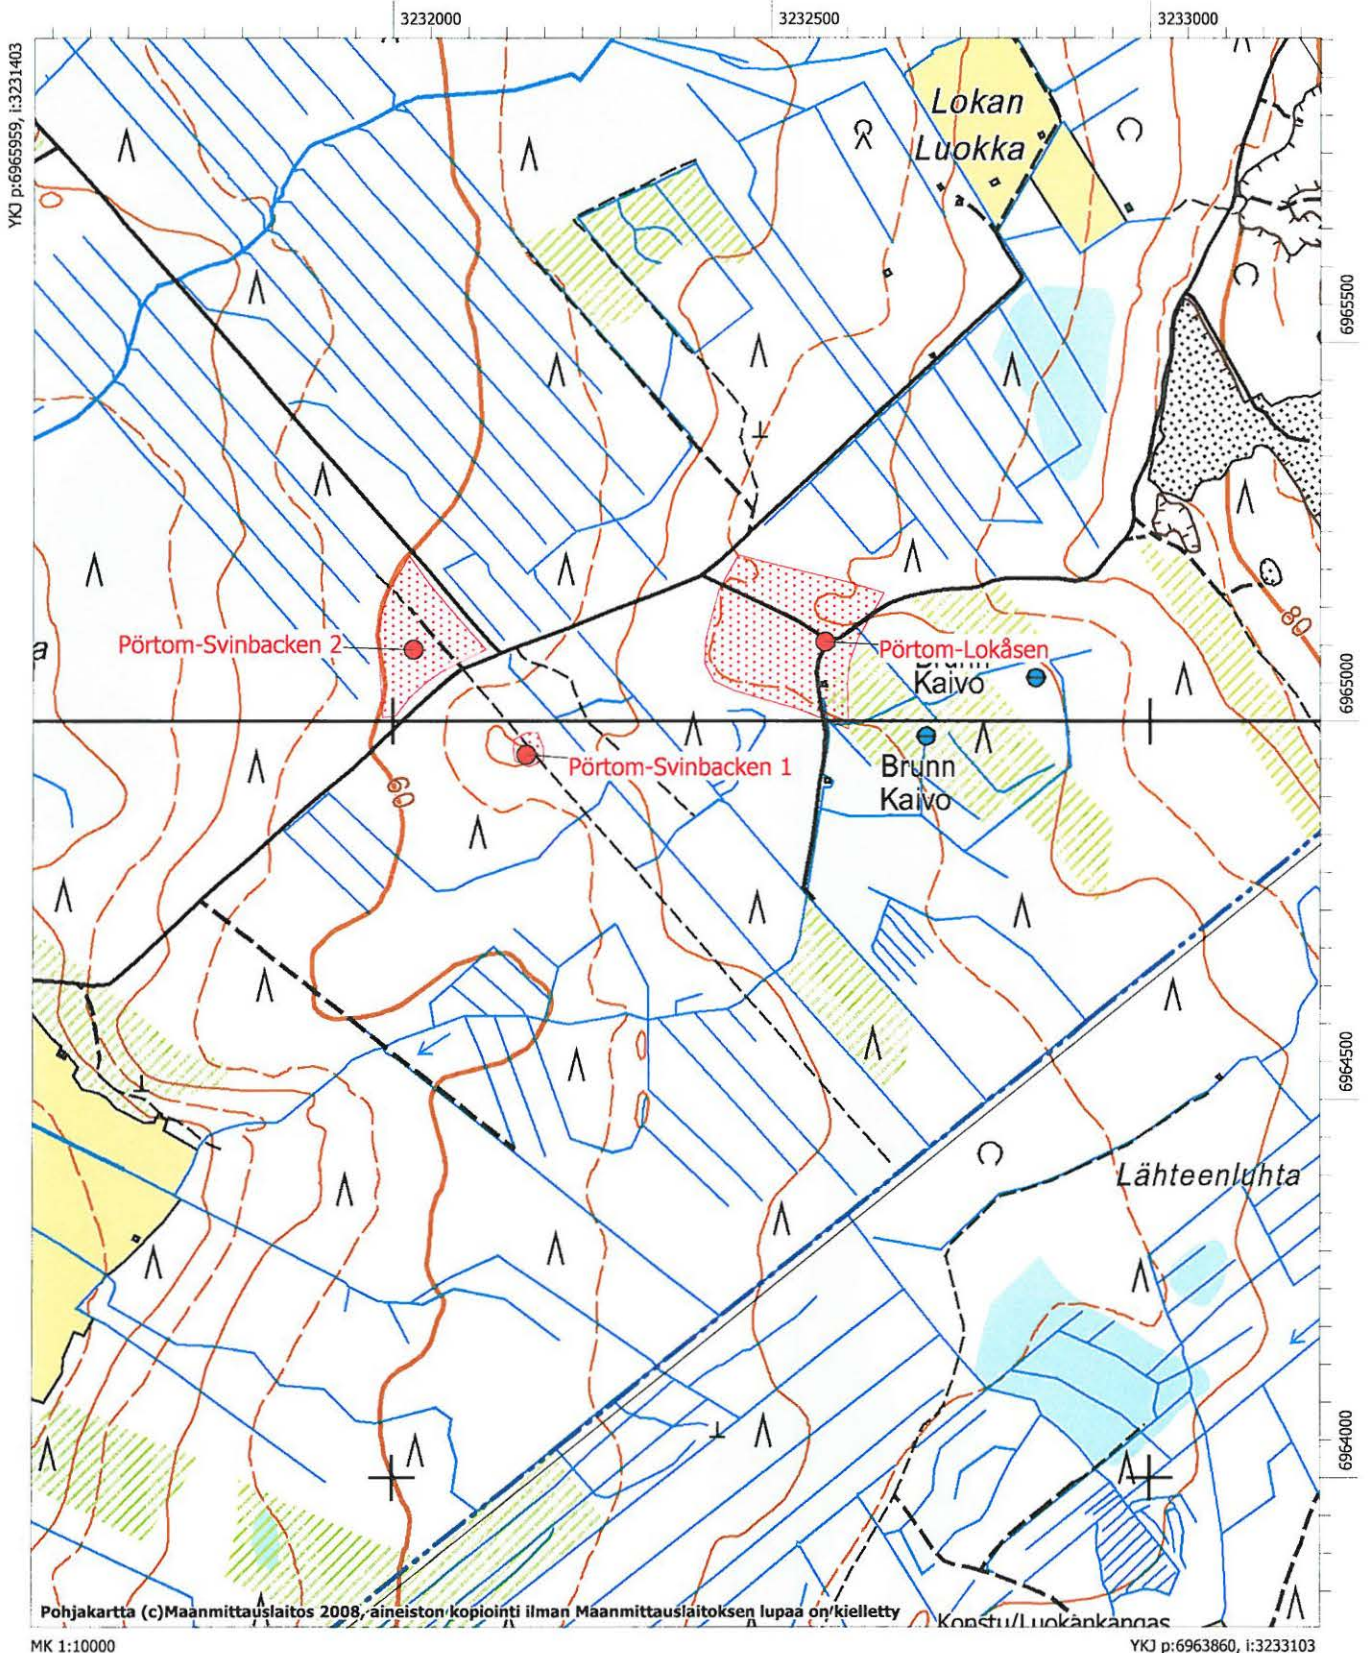 3232000
3232500
3233000
YKJ p:6965959, i:3231403
Lokan
Luokka
6965500
Pörtom-Svinbacken 2
a
Pörtom-Lokåsen
Brunn
Kaivo
80
6965000
Pörtom-Svinbacken 1
Brunn
Kaivo
60
6964500
Lähteenluhta
6964000
Pohjakartta (c)Maanmittauslaitos 2008, aineiston kopiointi ilman Maanmittauslaitoksen lupaa on kielletty
Konstu/Luokankangas
MK 1:10000
YKJ p:6963860, i:3233103